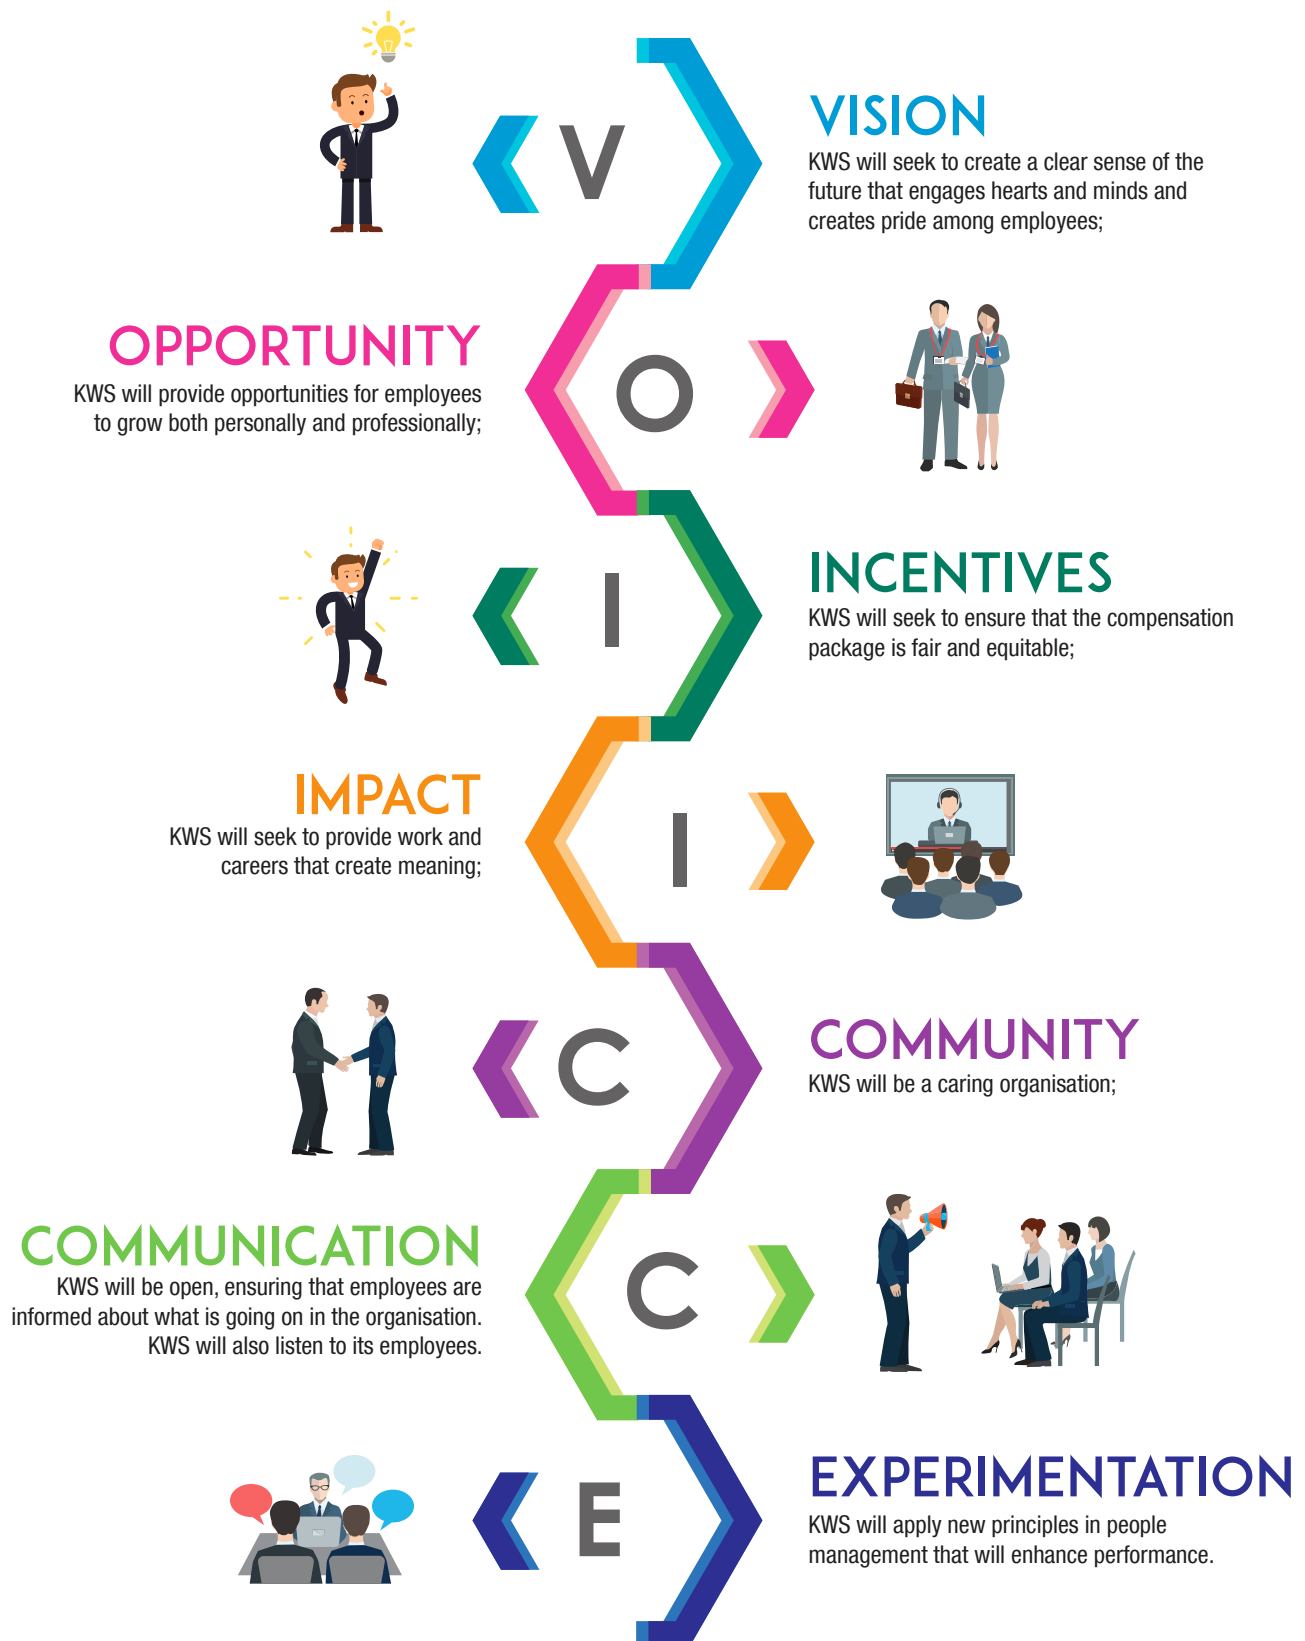 V
VISION
KWS will seek to create a clear sense of the
future that engages hearts and minds and
creates pride among employees;
OPPORTUNITY
KWS will provide opportunities for employees
to grow both personally and professionally;
O
I
INCENTIVES
KWS will seek to ensure that the compensation
package is fair and equitable;
IMPACT
KWS will seek to provide work and
careers that create meaning;
I
C
COMMUNITY
KWS will be a caring organisation;
COMMUNICATION
KWS will be open, ensuring that employees are
informed about what is going on in the organisation.
KWS will also listen to its employees.
C
E
EXPERIMENTATION
KWS will apply new principles in people
management that will enhance performance.